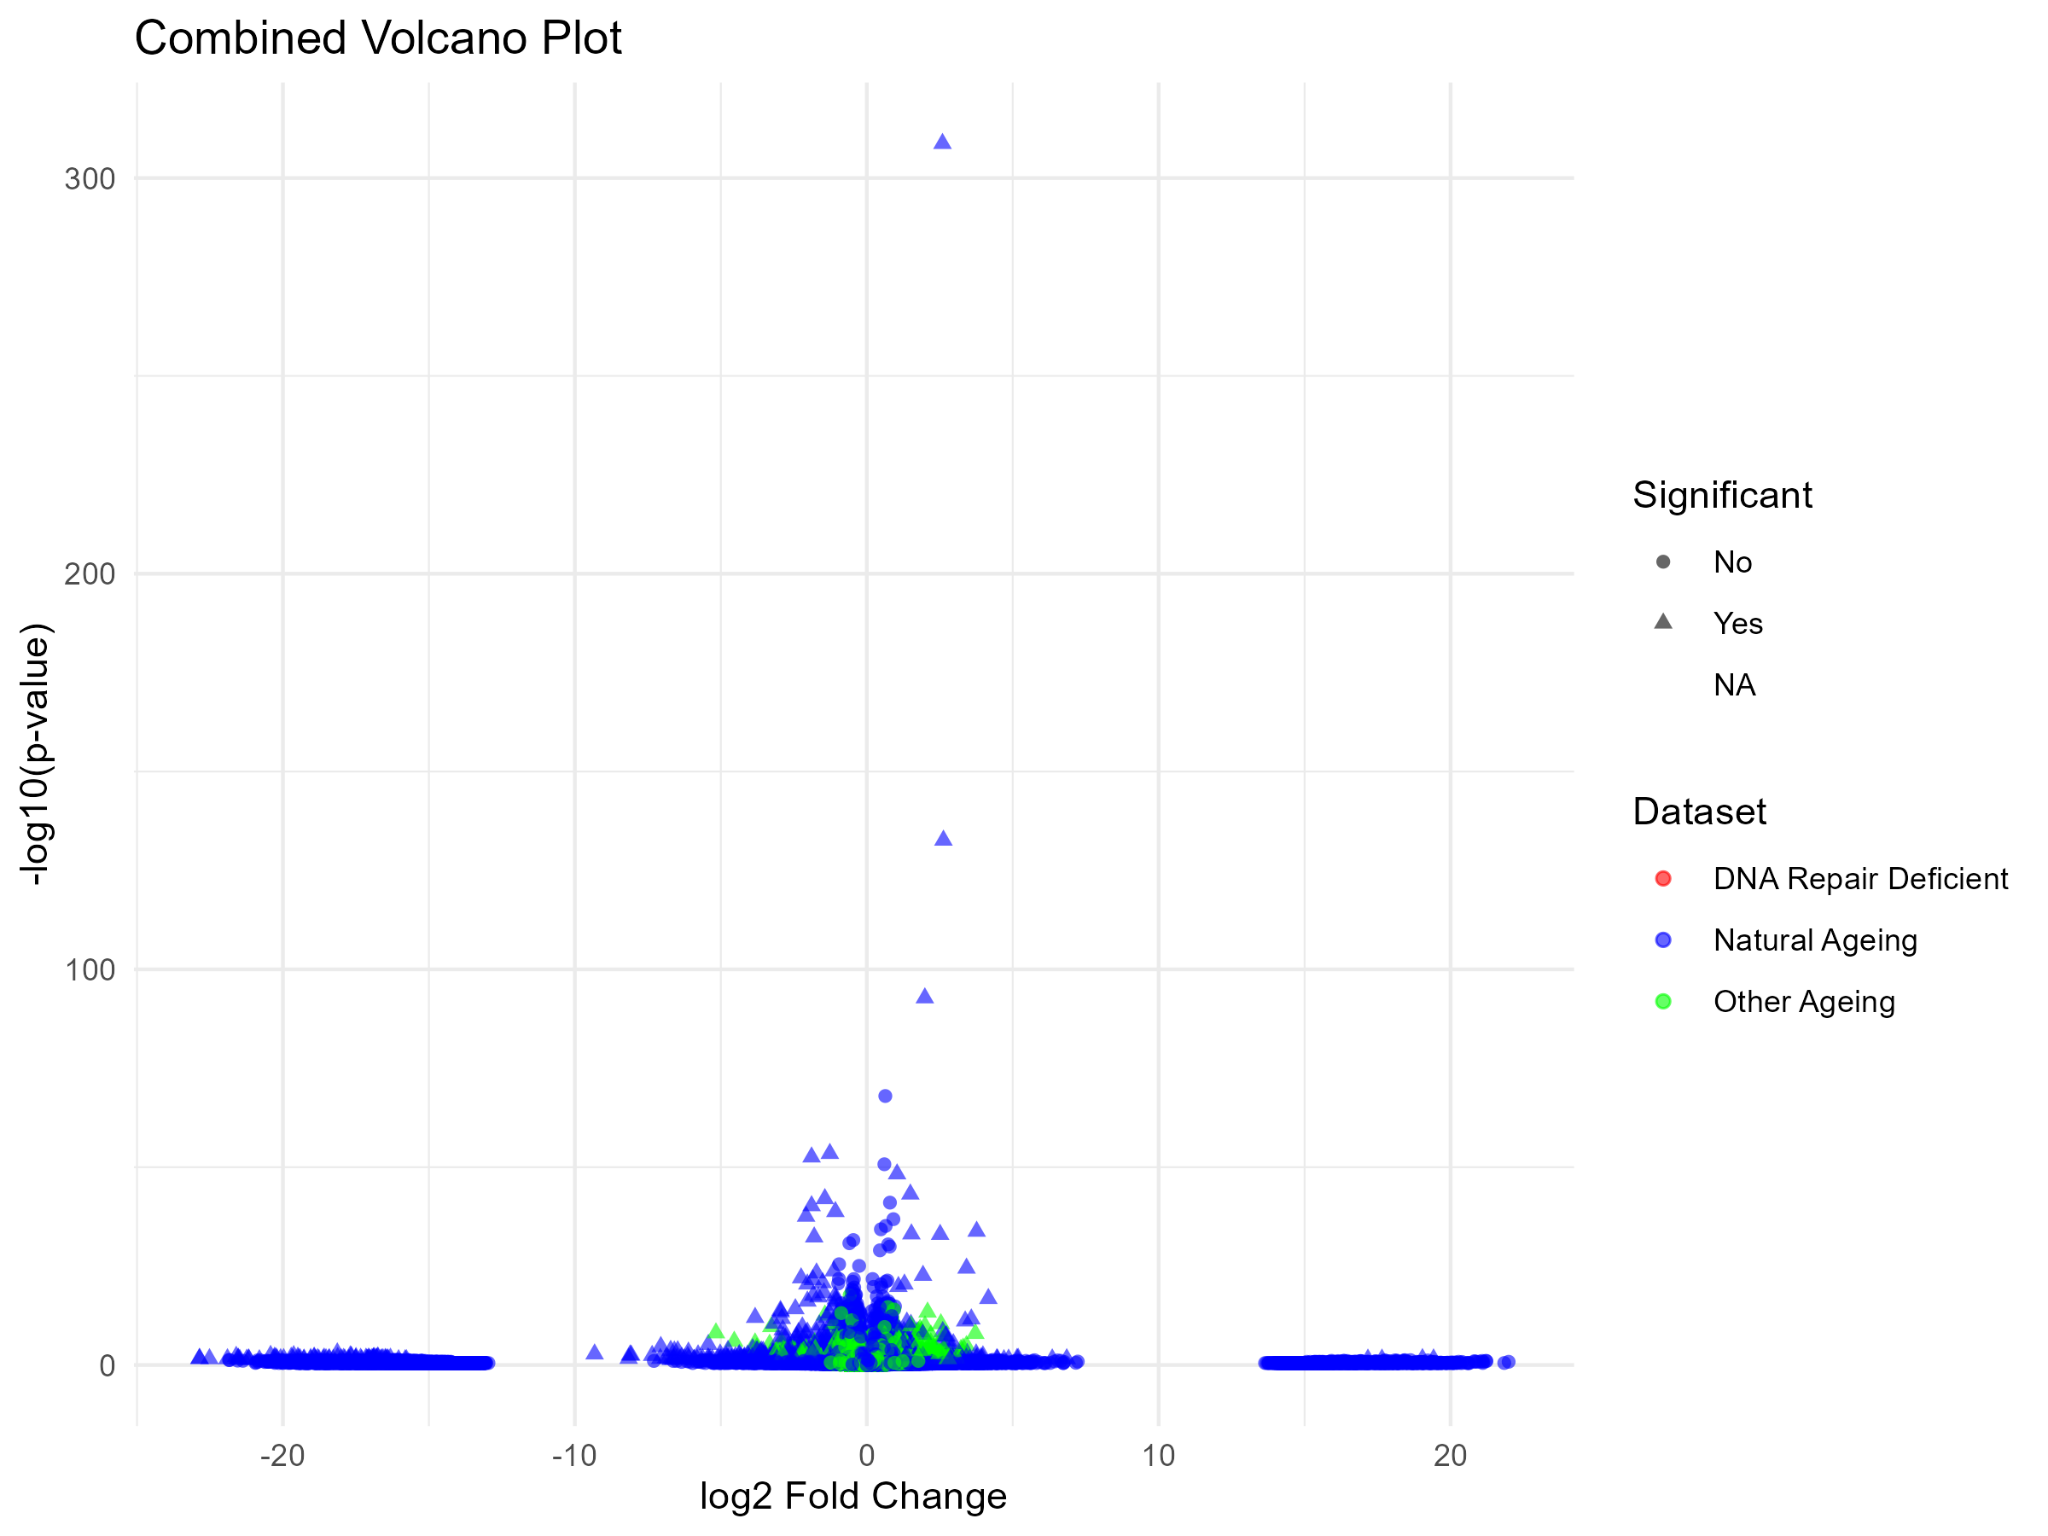 Combined Volcano Plot
300
200
100
0
-log10(p-value)
-20
-10
0
10
20
log2 Fold Change
Significant
No
Yes
NA
Dataset
DNA Repair Deficient
Natural Ageing
Other Ageing